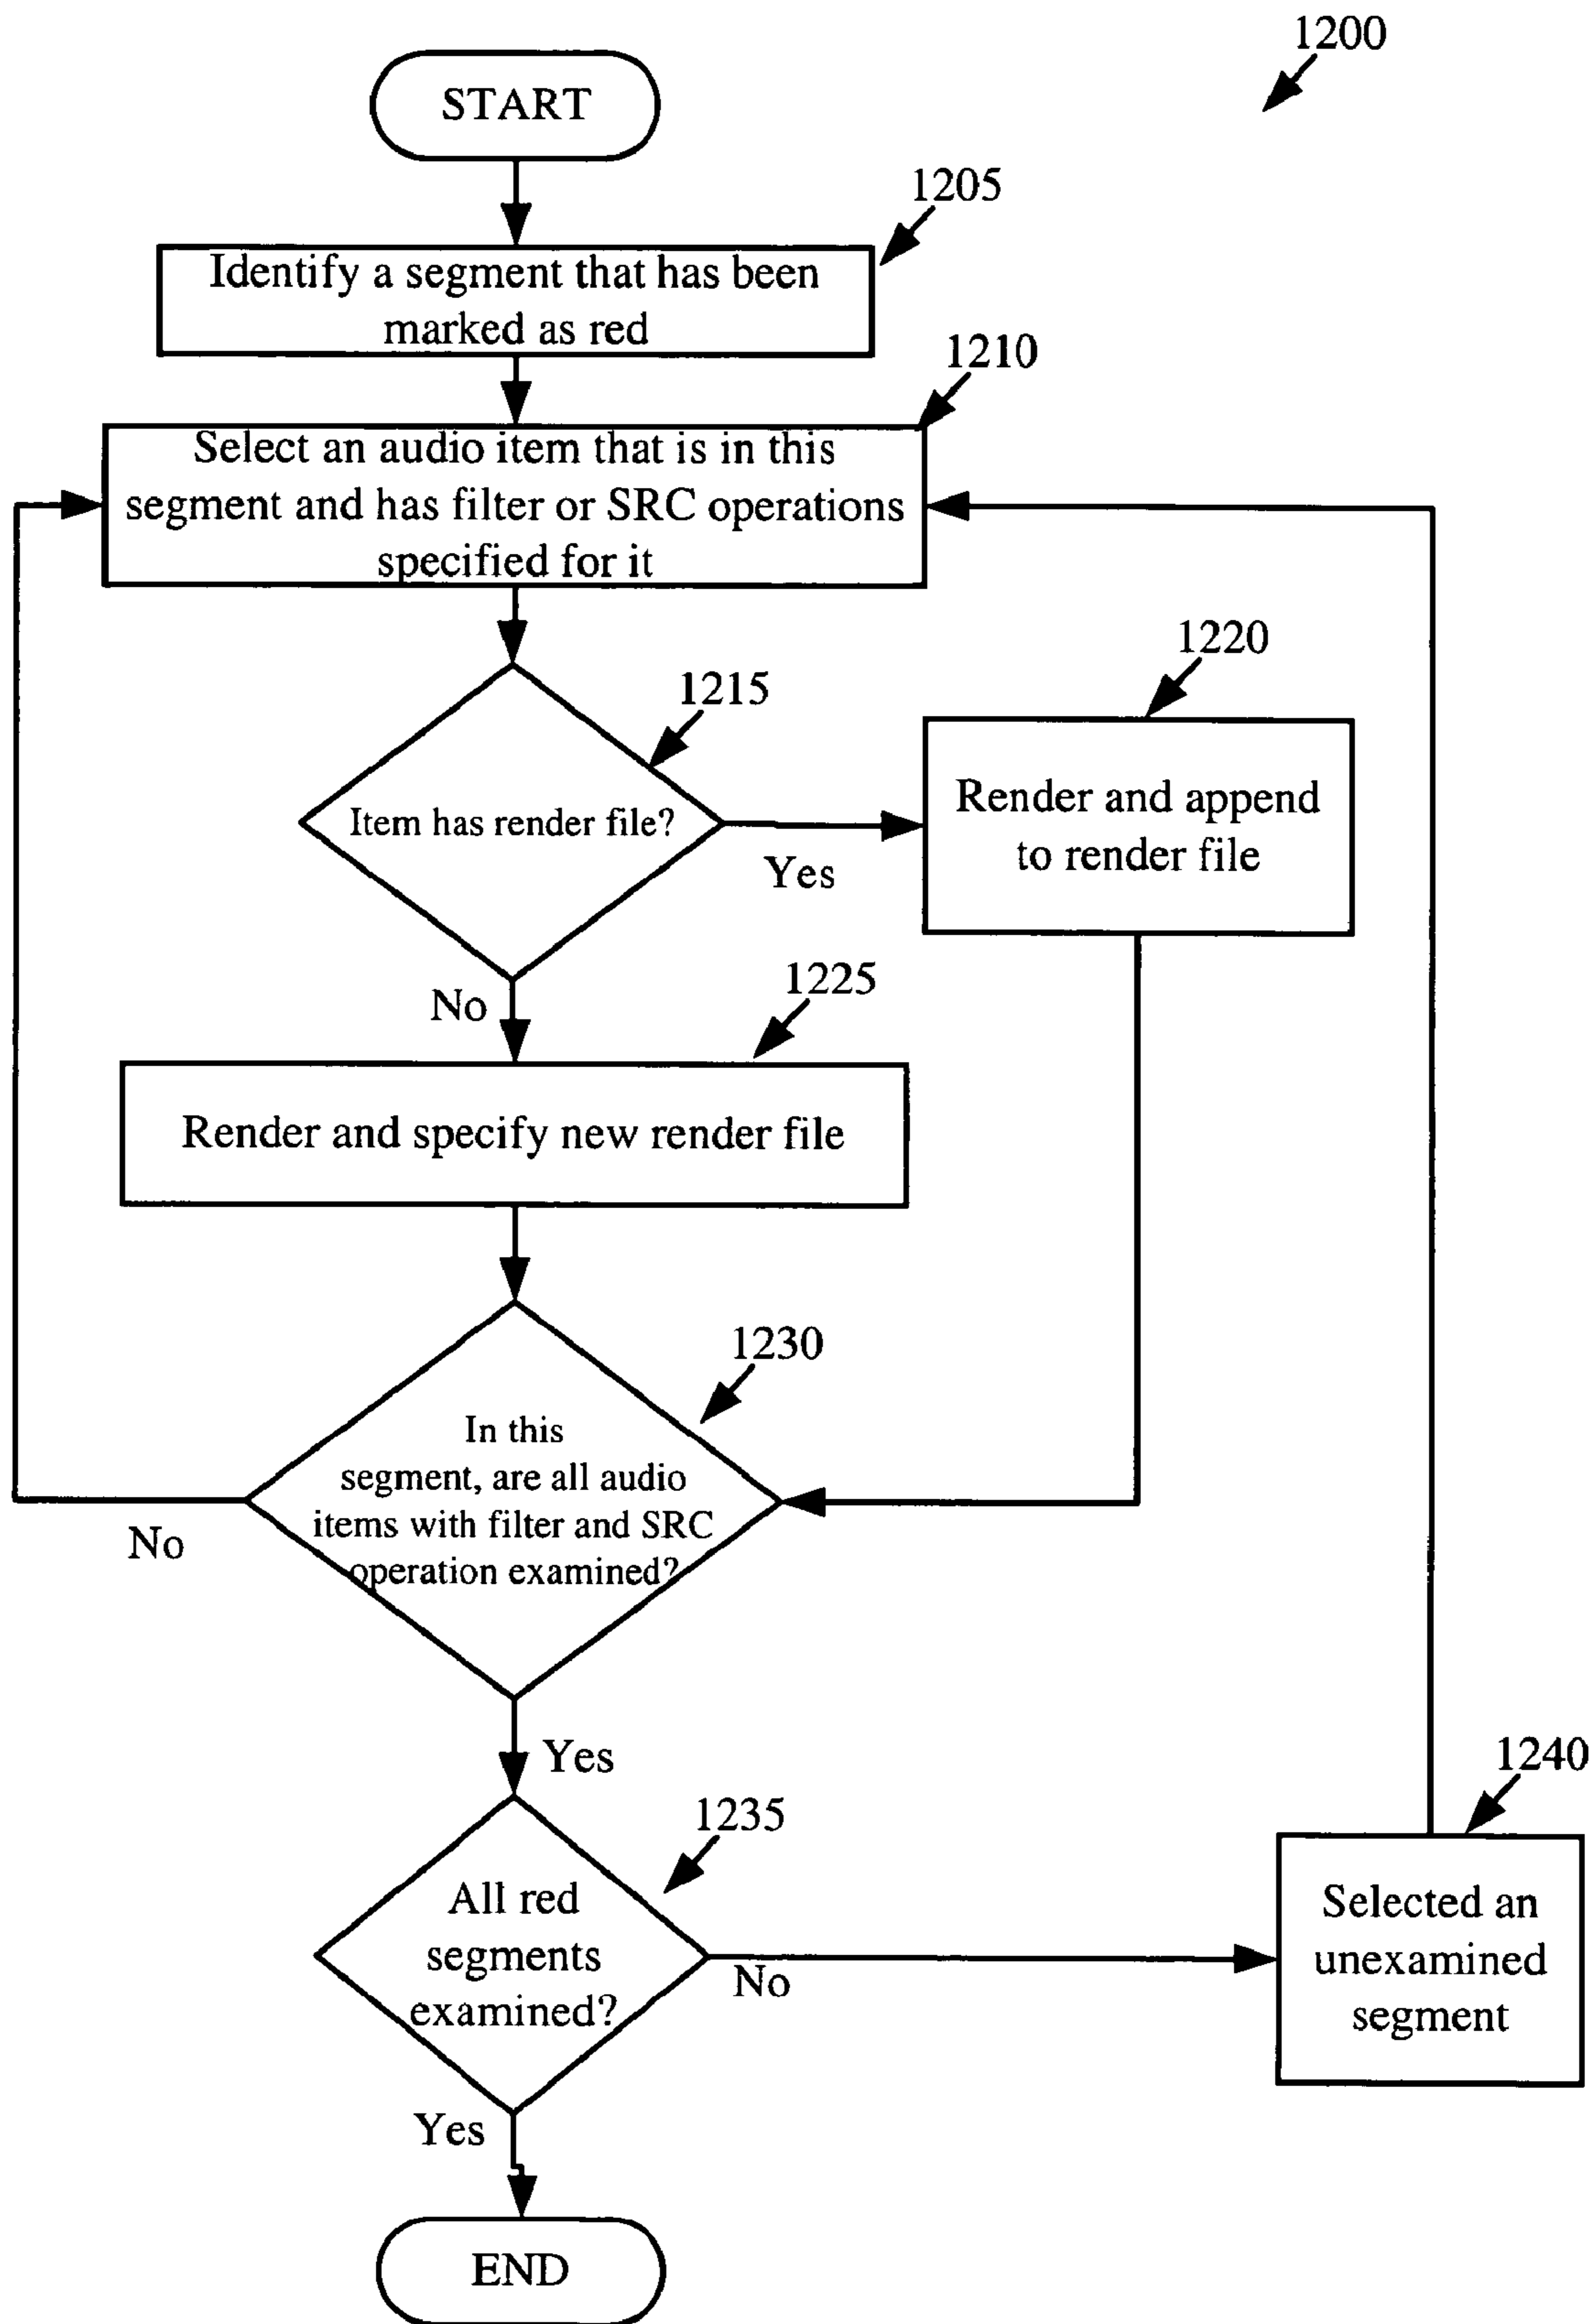 1200
START
1205
Identify a segment that has been
marked as red
1210
Select an audio item that is in this
segment and has filter or SRC operations
specified for it
1215
Item has render file?
Yes
1220
Render and append
to render file
No
1225
Render and specify new render file
1230
In this
segment, are all audio
items with filter and SRC
operation examined?
No
Yes
1235
All red
segments
examined?
No
1240
Selected an
unexamined
segment
Yes
END